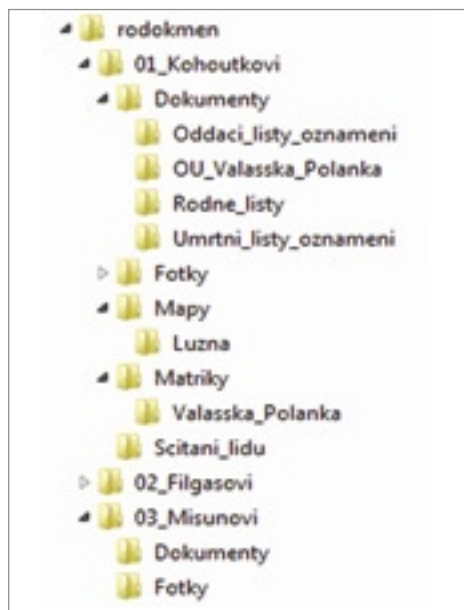 rodokmen
01_Kohoutkovi
Dokumenty
Oddaci_listy_oznameni
OU_Valasska_Polanka
Rodne_listy
Umrtni_listy_oznameni
Fotky
Mapy
Luzna
Matriky
Valasska_Polanka
Scitani_lidu
02_Filgasovi
03_Misunovi
Dokumenty
Fotky